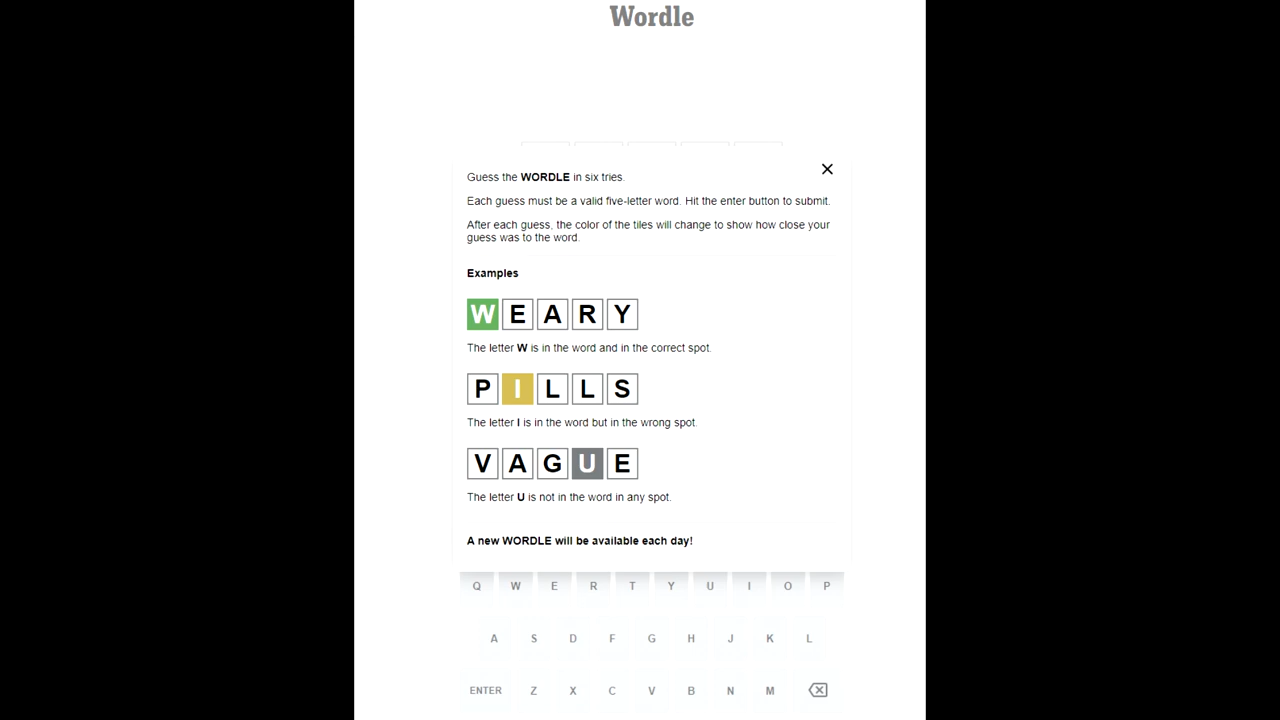 Wordle
Guess the WORDLE in six tries.
Each guess must be a valid five-letter word. Hit the enter button to submit.
After each guess, the color of the tiles will change to show how close your
guess was to the word.
Examples
WEARY
The letter W is in the word and in the correct spot.
PILLS
The letter I is in the word but in the wrong spot.
VAGUE
The letter U is not in the word in any spot.
A new WORDLE will be available each day!
Q W E R T Y U I O P
A S D F G H J K L
ENTER Z X C V B N M